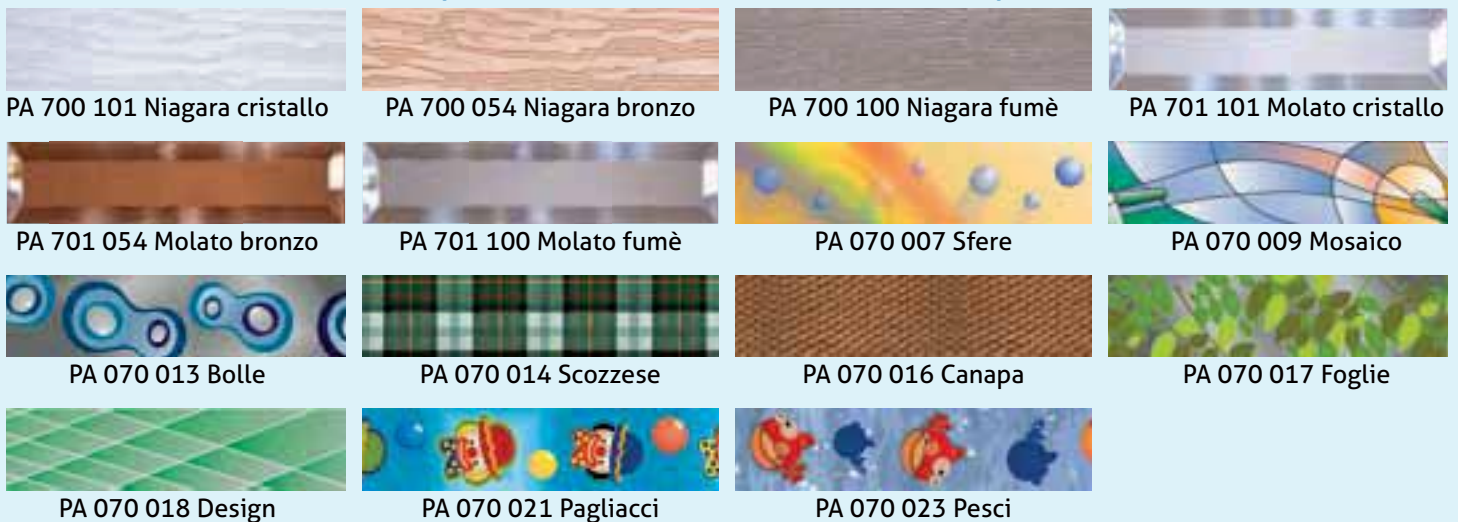 PA 700 101 Niagara cristallo
PA 700 054 Niagara bronzo
PA 700 100 Niagara fumè
PA 701 101 Molato cristallo
PA 701 054 Molato bronzo
PA 701 100 Molato fumè
PA 070 007 Sfere
PA 070 009 Mosaico
PA 070 013 Bolle
PA 070 014 Scozzese
PA 070 016 Canapa
PA 070 017 Foglie
PA 070 018 Design
PA 070 021 Pagliacci
PA 070 023 Pesci